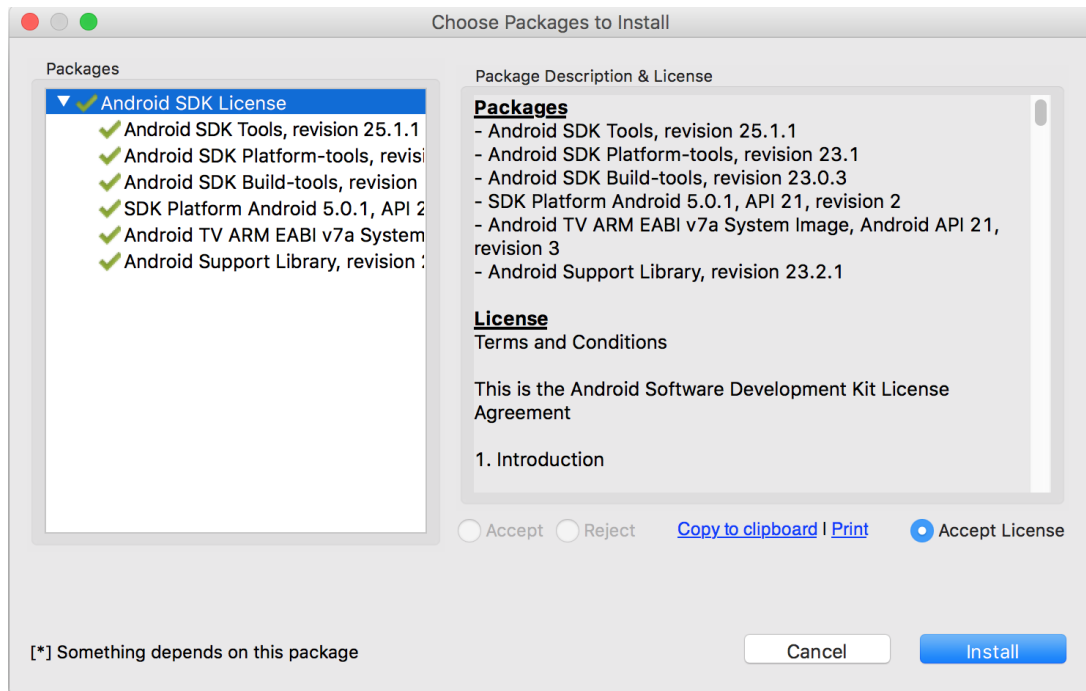 Choose Packages to Install
Packages
Android SDK License
Android SDK Tools, revision 25.1.1
Android SDK Platform-tools, revisi
Android SDK Build-tools, revision
SDK Platform Android 5.0.1, API 2
Android TV ARM EABI v7a System
Android Support Library, revision
Package Description & License
Packages
- Android SDK Tools, revision 25.1.1
- Android SDK Platform-tools, revision 23.1
- Android SDK Build-tools, revision 23.0.3
- SDK Platform Android 5.0.1, API 21, revision 2
- Android TV ARM EABI v7a System Image, Android API 21,
revision 3
- Android Support Library, revision 23.2.1
License
Terms and Conditions
This is the Android Software Development Kit License
Agreement
1. Introduction
Accept Reject Copy to clipboard | Print Accept License
[*] Something depends on this package
Cancel Install